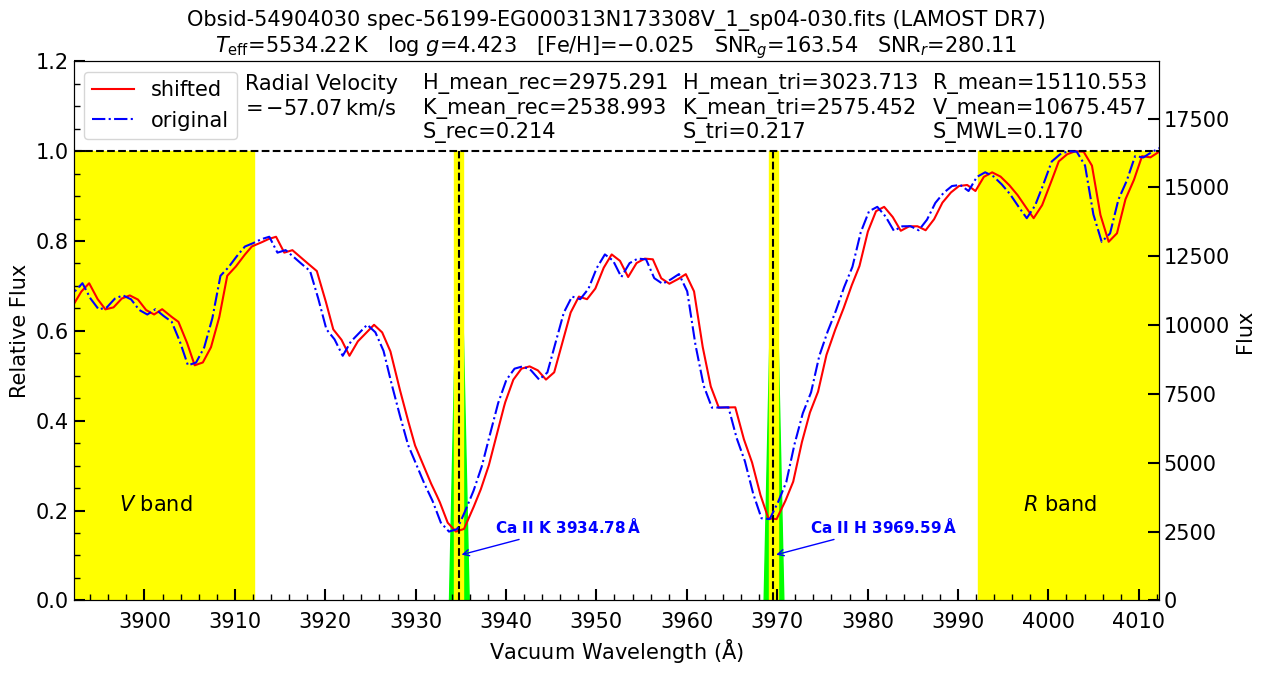 Obsid-54904030 spec-56199-EG000313N173308V_1_sp04-030.fits (LAMOST DR7)
Teff=5534.22 K log g=4.423 [Fe/H]=−0.025 SNRg=163.54 SNRr=280.11
shifted
original
Radial Velocity
=−57.07 km/s
H_mean_rec=2975.291
K_mean_rec=2538.993
S_rec=0.214
H_mean_tri=3023.713
K_mean_tri=2575.452
S_tri=0.217
R_mean=15110.553
V_mean=10675.457
S_MWL=0.170
1.2
1.0
0.8
0.6
0.4
0.2
0.0
Relative Flux
17500
15000
12500
10000
7500
5000
2500
0
Flux
V band
R band
Ca II K 3934.78 Å
Ca II H 3969.59 Å
3900 3910 3920 3930 3940 3950 3960 3970 3980 3990 4000 4010
Vacuum Wavelength (Å)